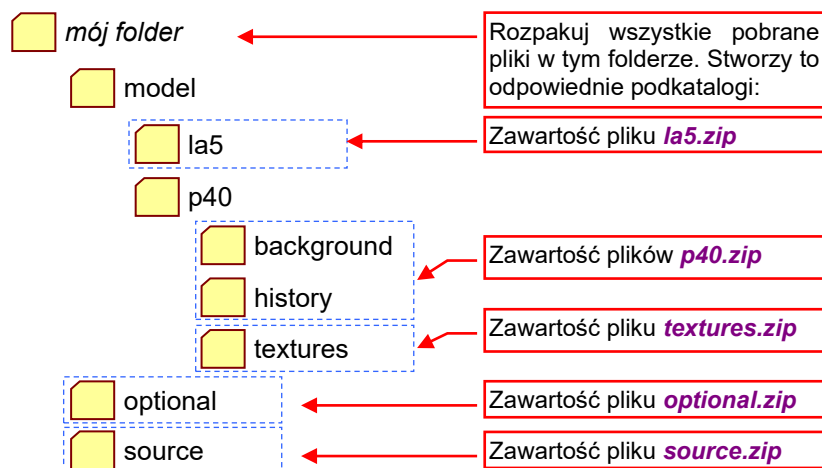 mój folder
Rozpakuj wszystkie pobrane
pliki w tym folderze. Stworzy to
odpowiednie podkatalogi:
model
la5
Zawartość pliku la5.zip
p40
background
Zawartość plików p40.zip
history
textures
Zawartość pliku textures.zip
optional
Zawartość pliku optional.zip
source
Zawartość pliku source.zip